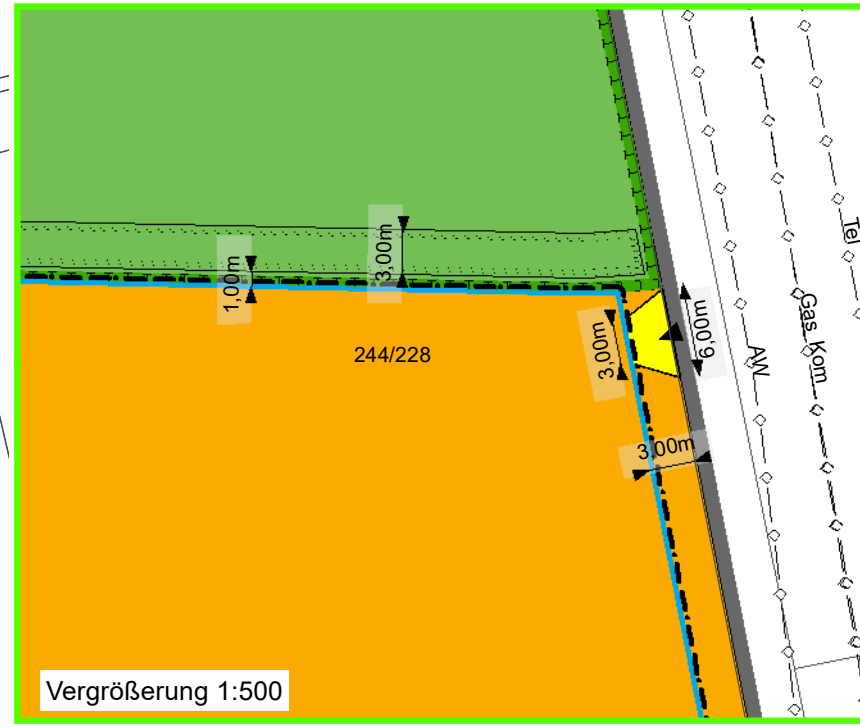 Tel
3,00m
1,00m
Gas Kom
6,00m
3,00m
244/228
AW
3,00m
Vergrößerung 1:500